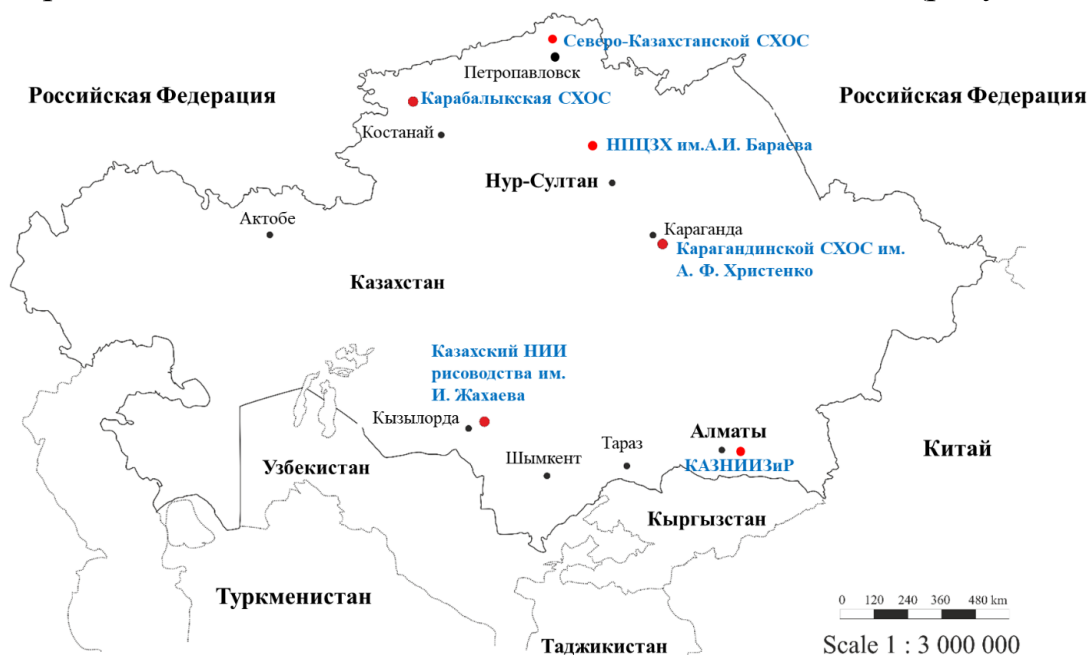 Северо-Казахстанской СХОС
Петропавловск
Российская Федерация
Карабалыкская СХОС
Российская Федерация
Костанай
НПЦЗХ им.А.И. Бараева
Нур-Султан
Актобе
Караганда
Карагандинской СХОС им.
А. Ф. Христенко
Казахстан
Казахский НИИ
рисоводства им.
И. Жахаева
Кызылорда
Алматы
Тараз
Китай
Шымкент
КАЗНИИЗиР
Узбекистан
Кыргызстан
Туркменистан
0 120 240 360 480 km
Scale 1 : 3 000 000
Таджикистан